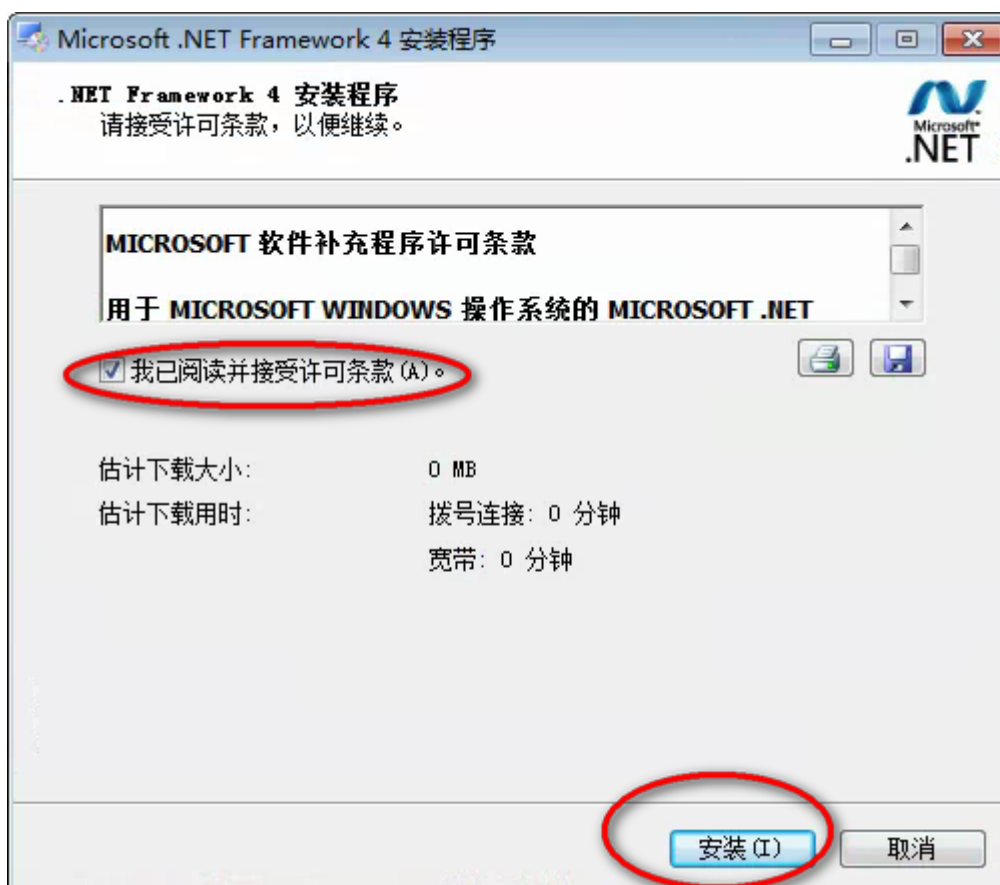 Microsoft .NET Framework 4 安装程序
.NET Framework 4 安装程序
请接受许可条款，以便继续。
Microsoft
.NET
MICROSOFT 软件补充程序许可条款
用于 MICROSOFT WINDOWS 操作系统的 MICROSOFT .NET
我已阅读并接受许可条款(A)。
估计下载大小: 0 MB
估计下载用时: 拨号连接: 0 分钟
宽带: 0 分钟
安装(I) 取消